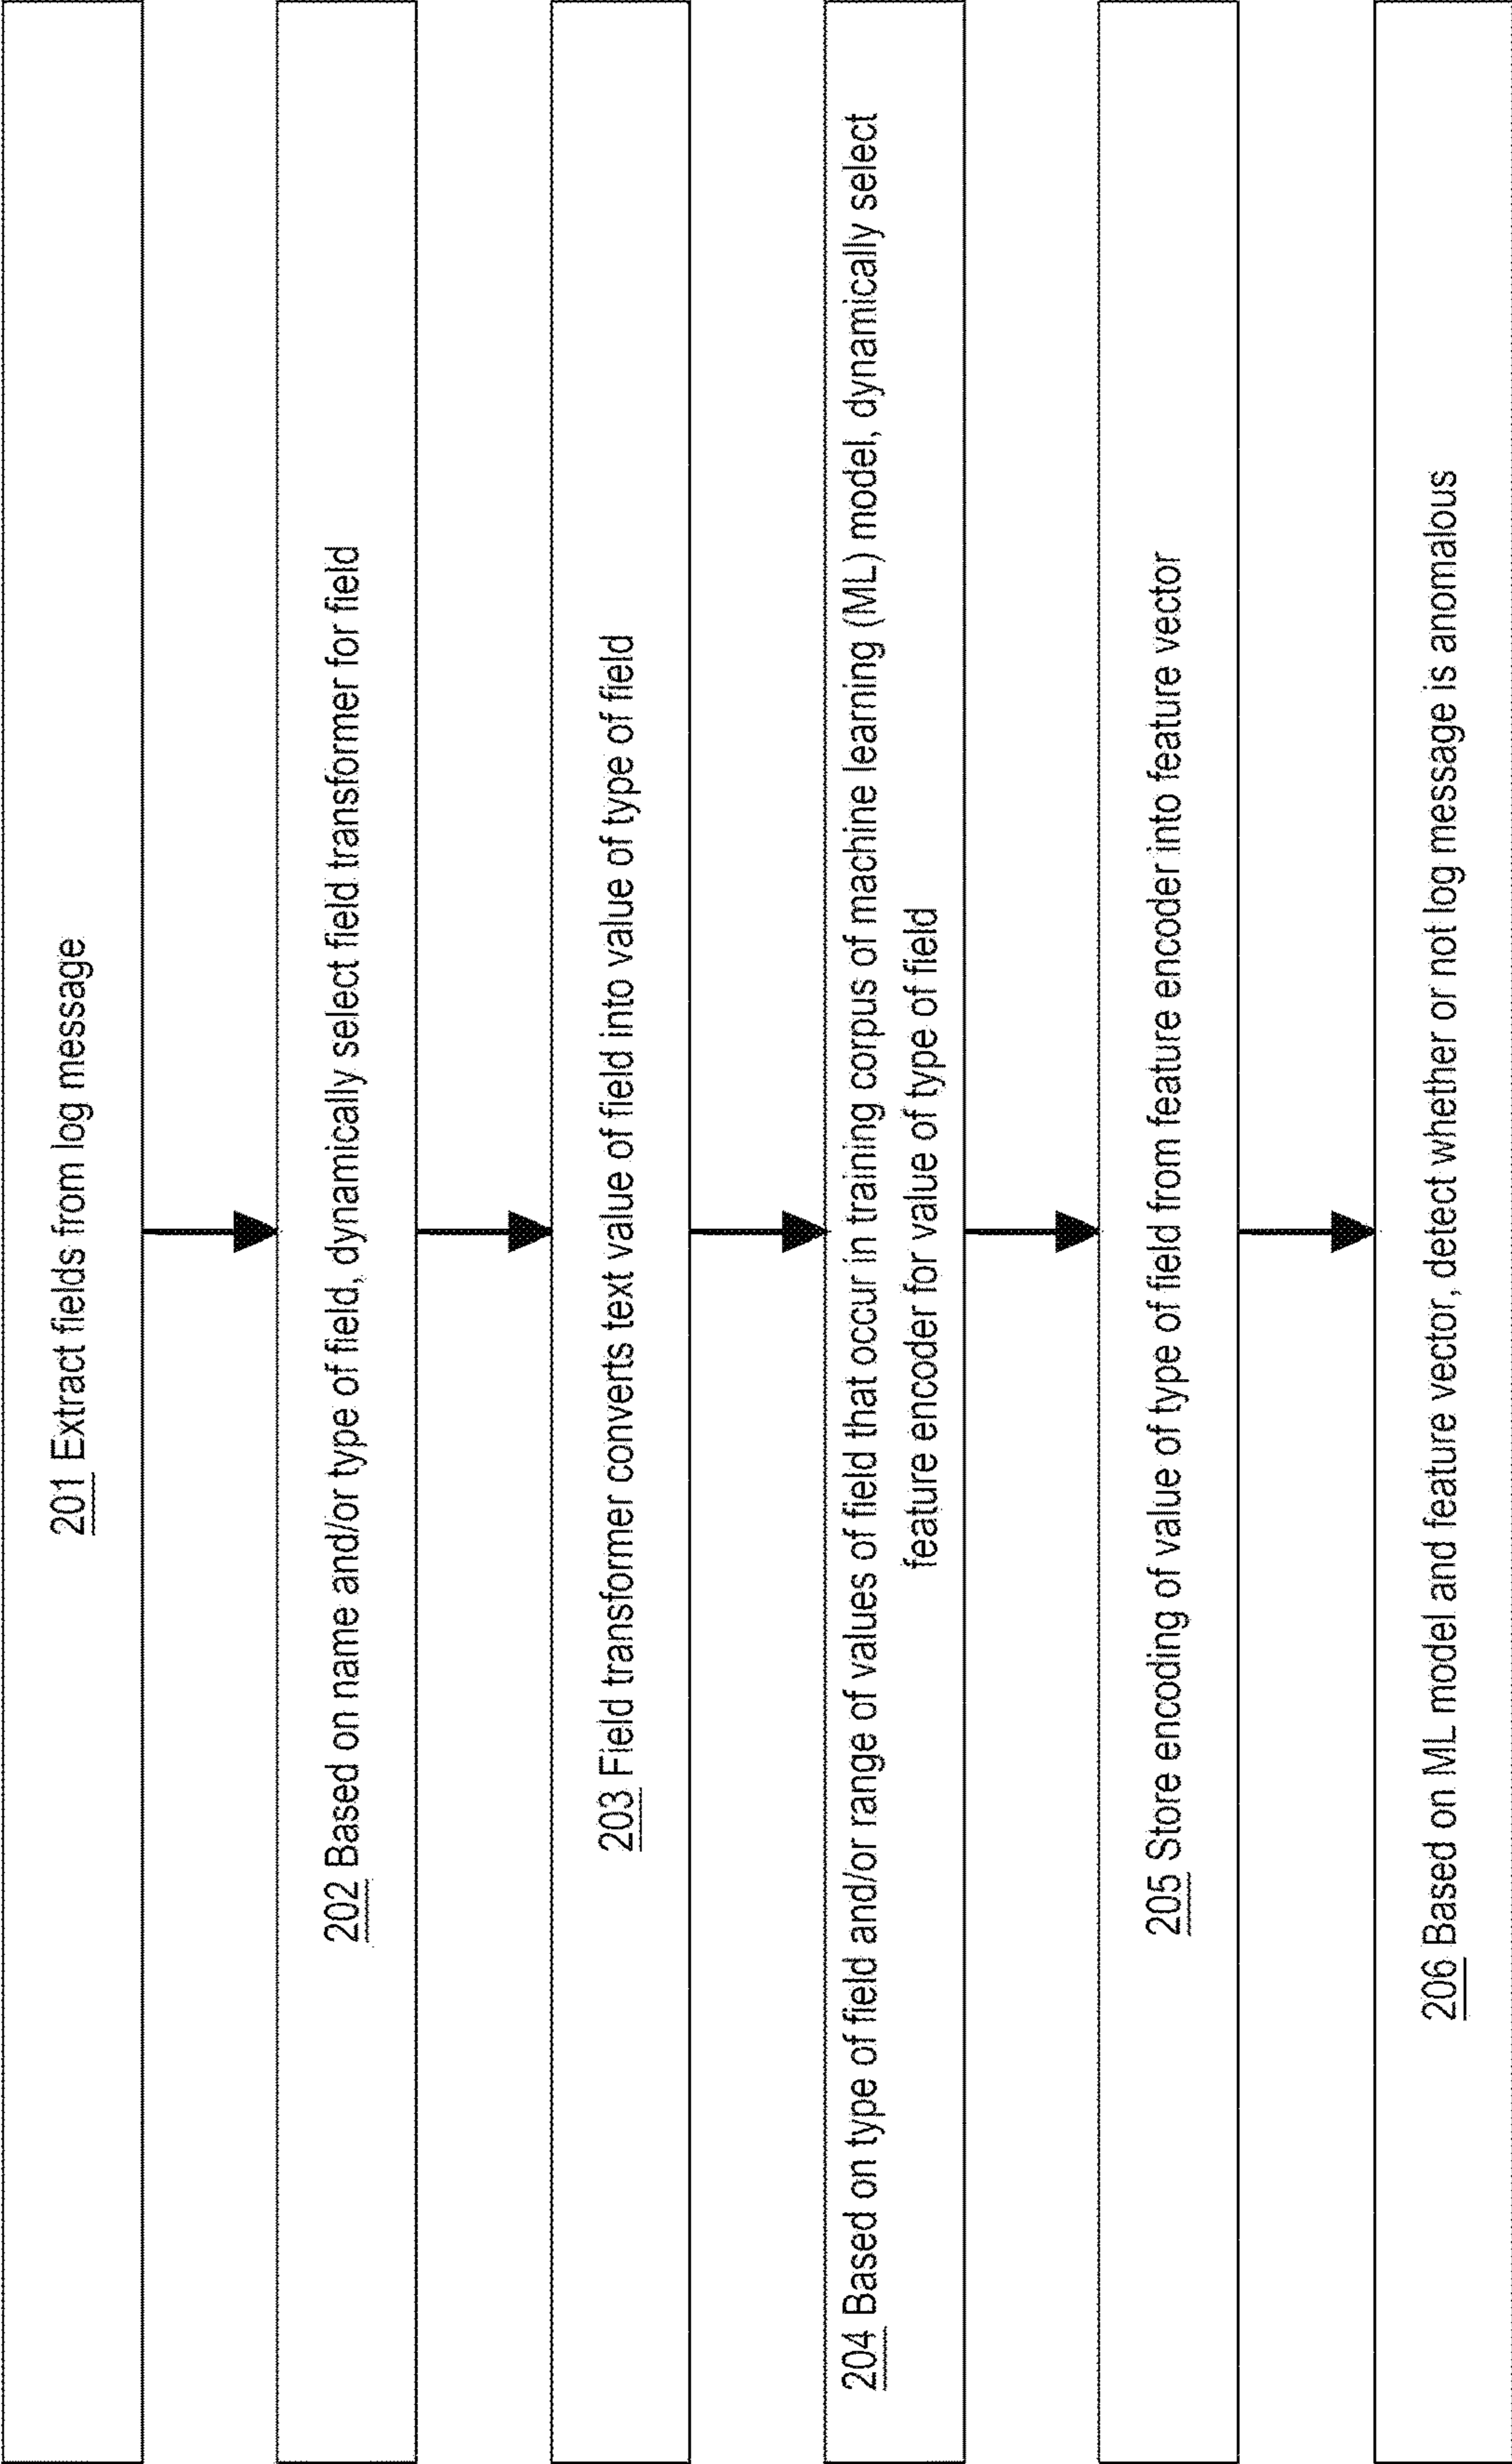 201 Extract fields from log message
202 Based on name and/or type of field, dynamically select field transformer for field
203 Field transformer converts text value of field into value of type of field
204 Based on type of field and/or range of values of field that occur in training corpus of machine learning (ML) model, dynamically select
feature encoder for value of type of field
205 Store encoding of value of type of field from feature encoder into feature vector
206 Based on ML model and feature vector, detect whether or not log message is anomalous